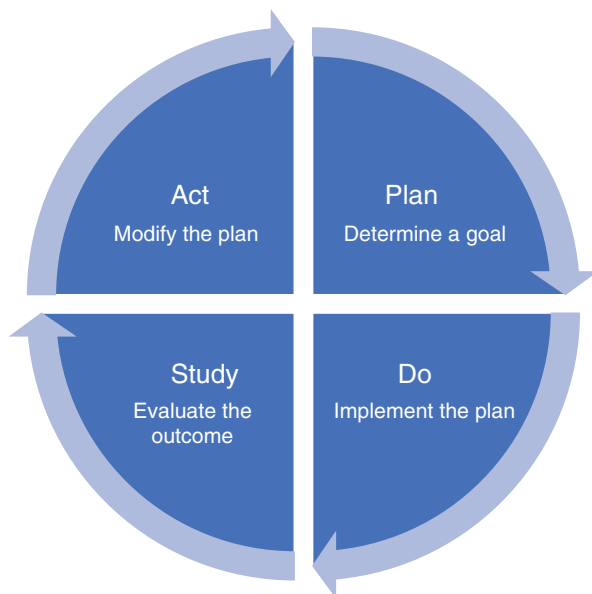 Act
Modify the plan
Plan
Determine a goal
Study
Evaluate the
outcome
Do
Implement the plan